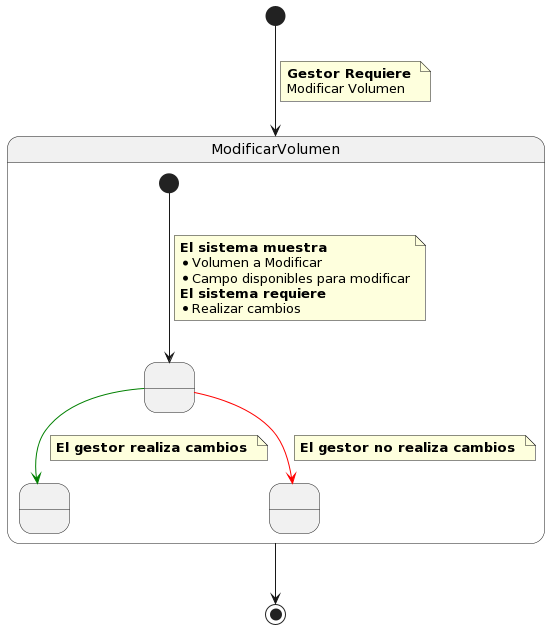 Gestor Requiere
Modificar Volumen
ModificarVolumen
El sistema muestra
• Volumen a Modificar
• Campo disponibles para modificar
El sistema requiere
• Realizar cambios
El gestor realiza cambios
El gestor no realiza cambios